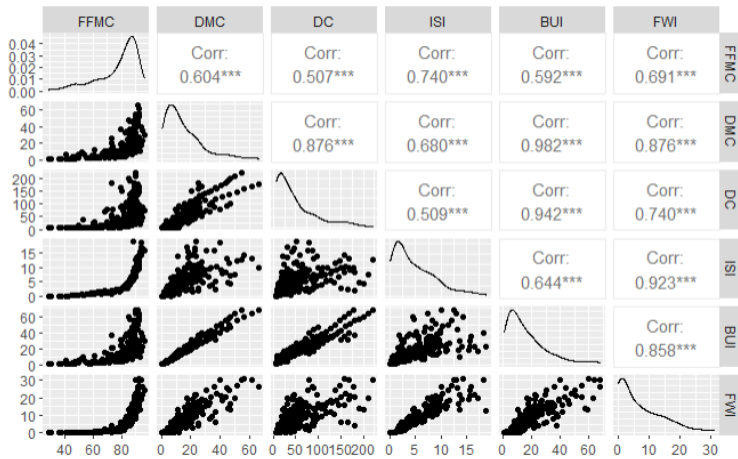 FFMC DMC DC ISI BUI FWI
0.04
0.03
0.02
0.01
0.00
Corr:
0.604***
Corr:
0.507***
Corr:
0.740***
Corr:
0.592***
Corr:
0.691***
FFMC
60
40
20
0
Corr:
0.876***
Corr:
0.680***
Corr:
0.982***
Corr:
0.876***
DMC
200
150
100
50
0
Corr:
0.509***
Corr:
0.942***
Corr:
0.740***
DC
15
10
5
0
Corr:
0.644***
Corr:
0.923***
ISI
60
40
20
0
Corr:
0.858***
BUI
30
20
10
0
FWI
40 60 80 0 20 40 60 0 50 100 150 200 0 5 10 15 0 20 40 60 0 10 20 30